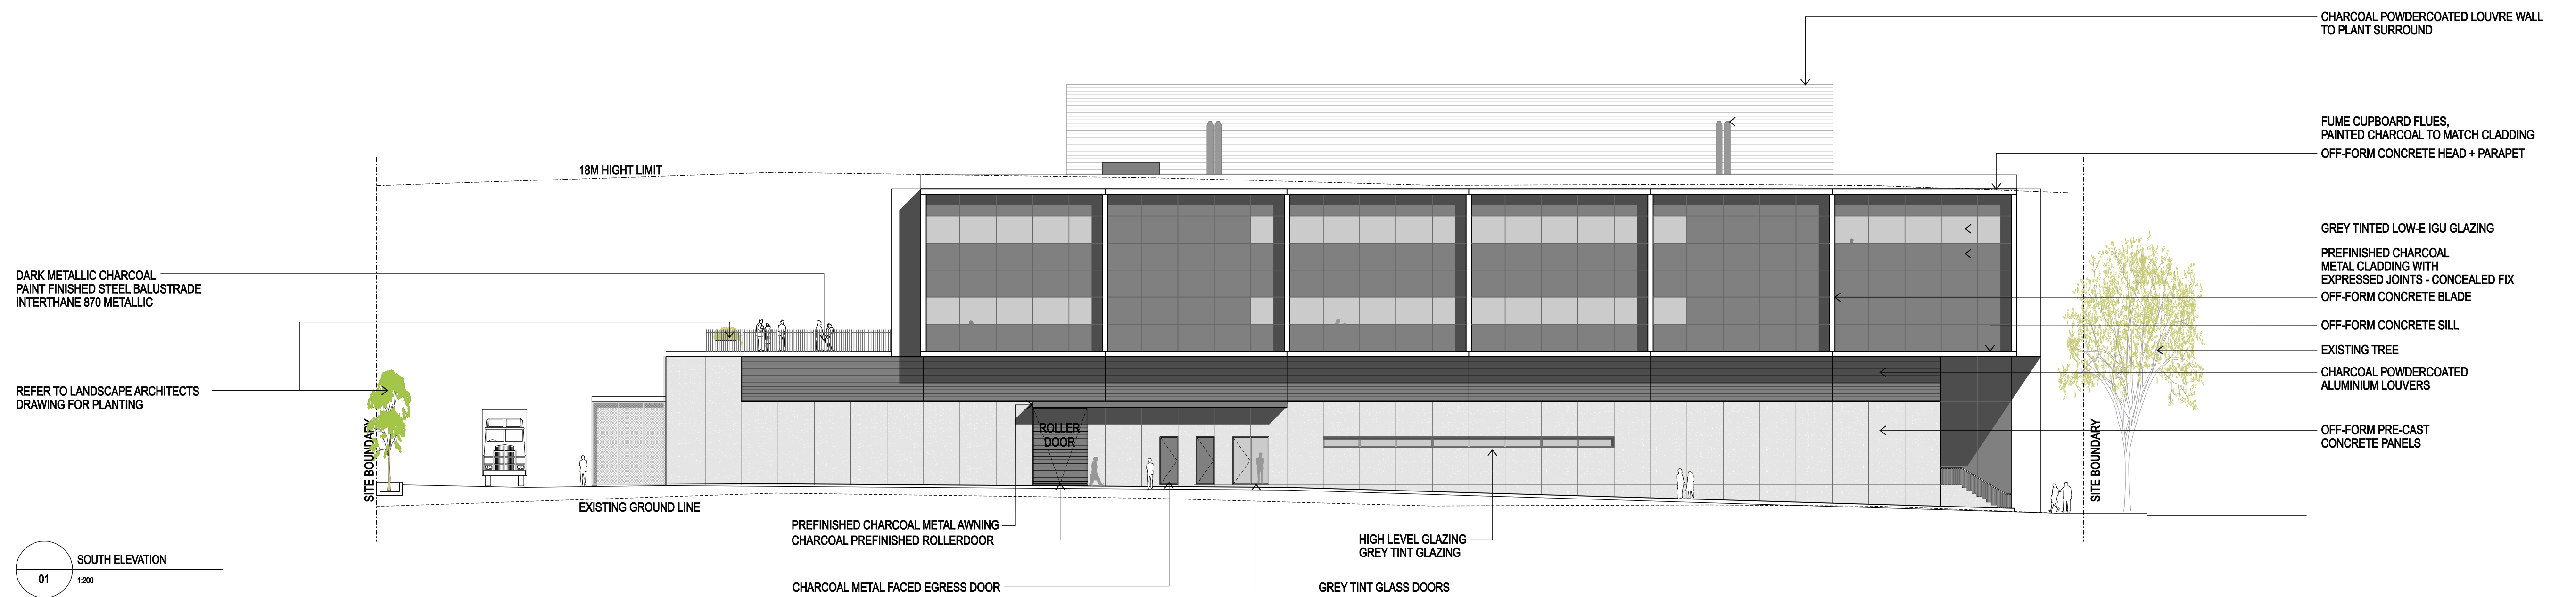 CHARCOAL POWDERCOATED LOUVRE WALL
TO PLANT SURROUND
FUME CUPBOARD FLUES,
PAINTED CHARCOAL TO MATCH CLADDING
OFF-FORM CONCRETE HEAD + PARAPET
18M HIGHT LIMIT
GREY TINTED LOW-E IGU GLAZING
PREFINISHED CHARCOAL
METAL CLADDING WITH
EXPRESSED JOINTS - CONCEALED FIX
OFF-FORM CONCRETE BLADE
OFF-FORM CONCRETE SILL
EXISTING TREE
CHARCOAL POWDERCOATED
ALUMINIUM LOUVERS
OFF-FORM PRE-CAST
CONCRETE PANELS
DARK METALLIC CHARCOAL
PAINT FINISHED STEEL BALUSTRADE
INTERTHANE 870 METALLIC
REFER TO LANDSCAPE ARCHITECTS
DRAWING FOR PLANTING
SITE BOUNDARY
ROLLER
DOOR
SITE BOUNDARY
EXISTING GROUND LINE
PREFINISHED CHARCOAL METAL AWNING
CHARCOAL PREFINISHED ROLLERDOOR
HIGH LEVEL GLAZING
GREY TINT GLAZING
CHARCOAL METAL FACED EGRESS DOOR
GREY TINT GLASS DOORS
SOUTH ELEVATION
01
1:200